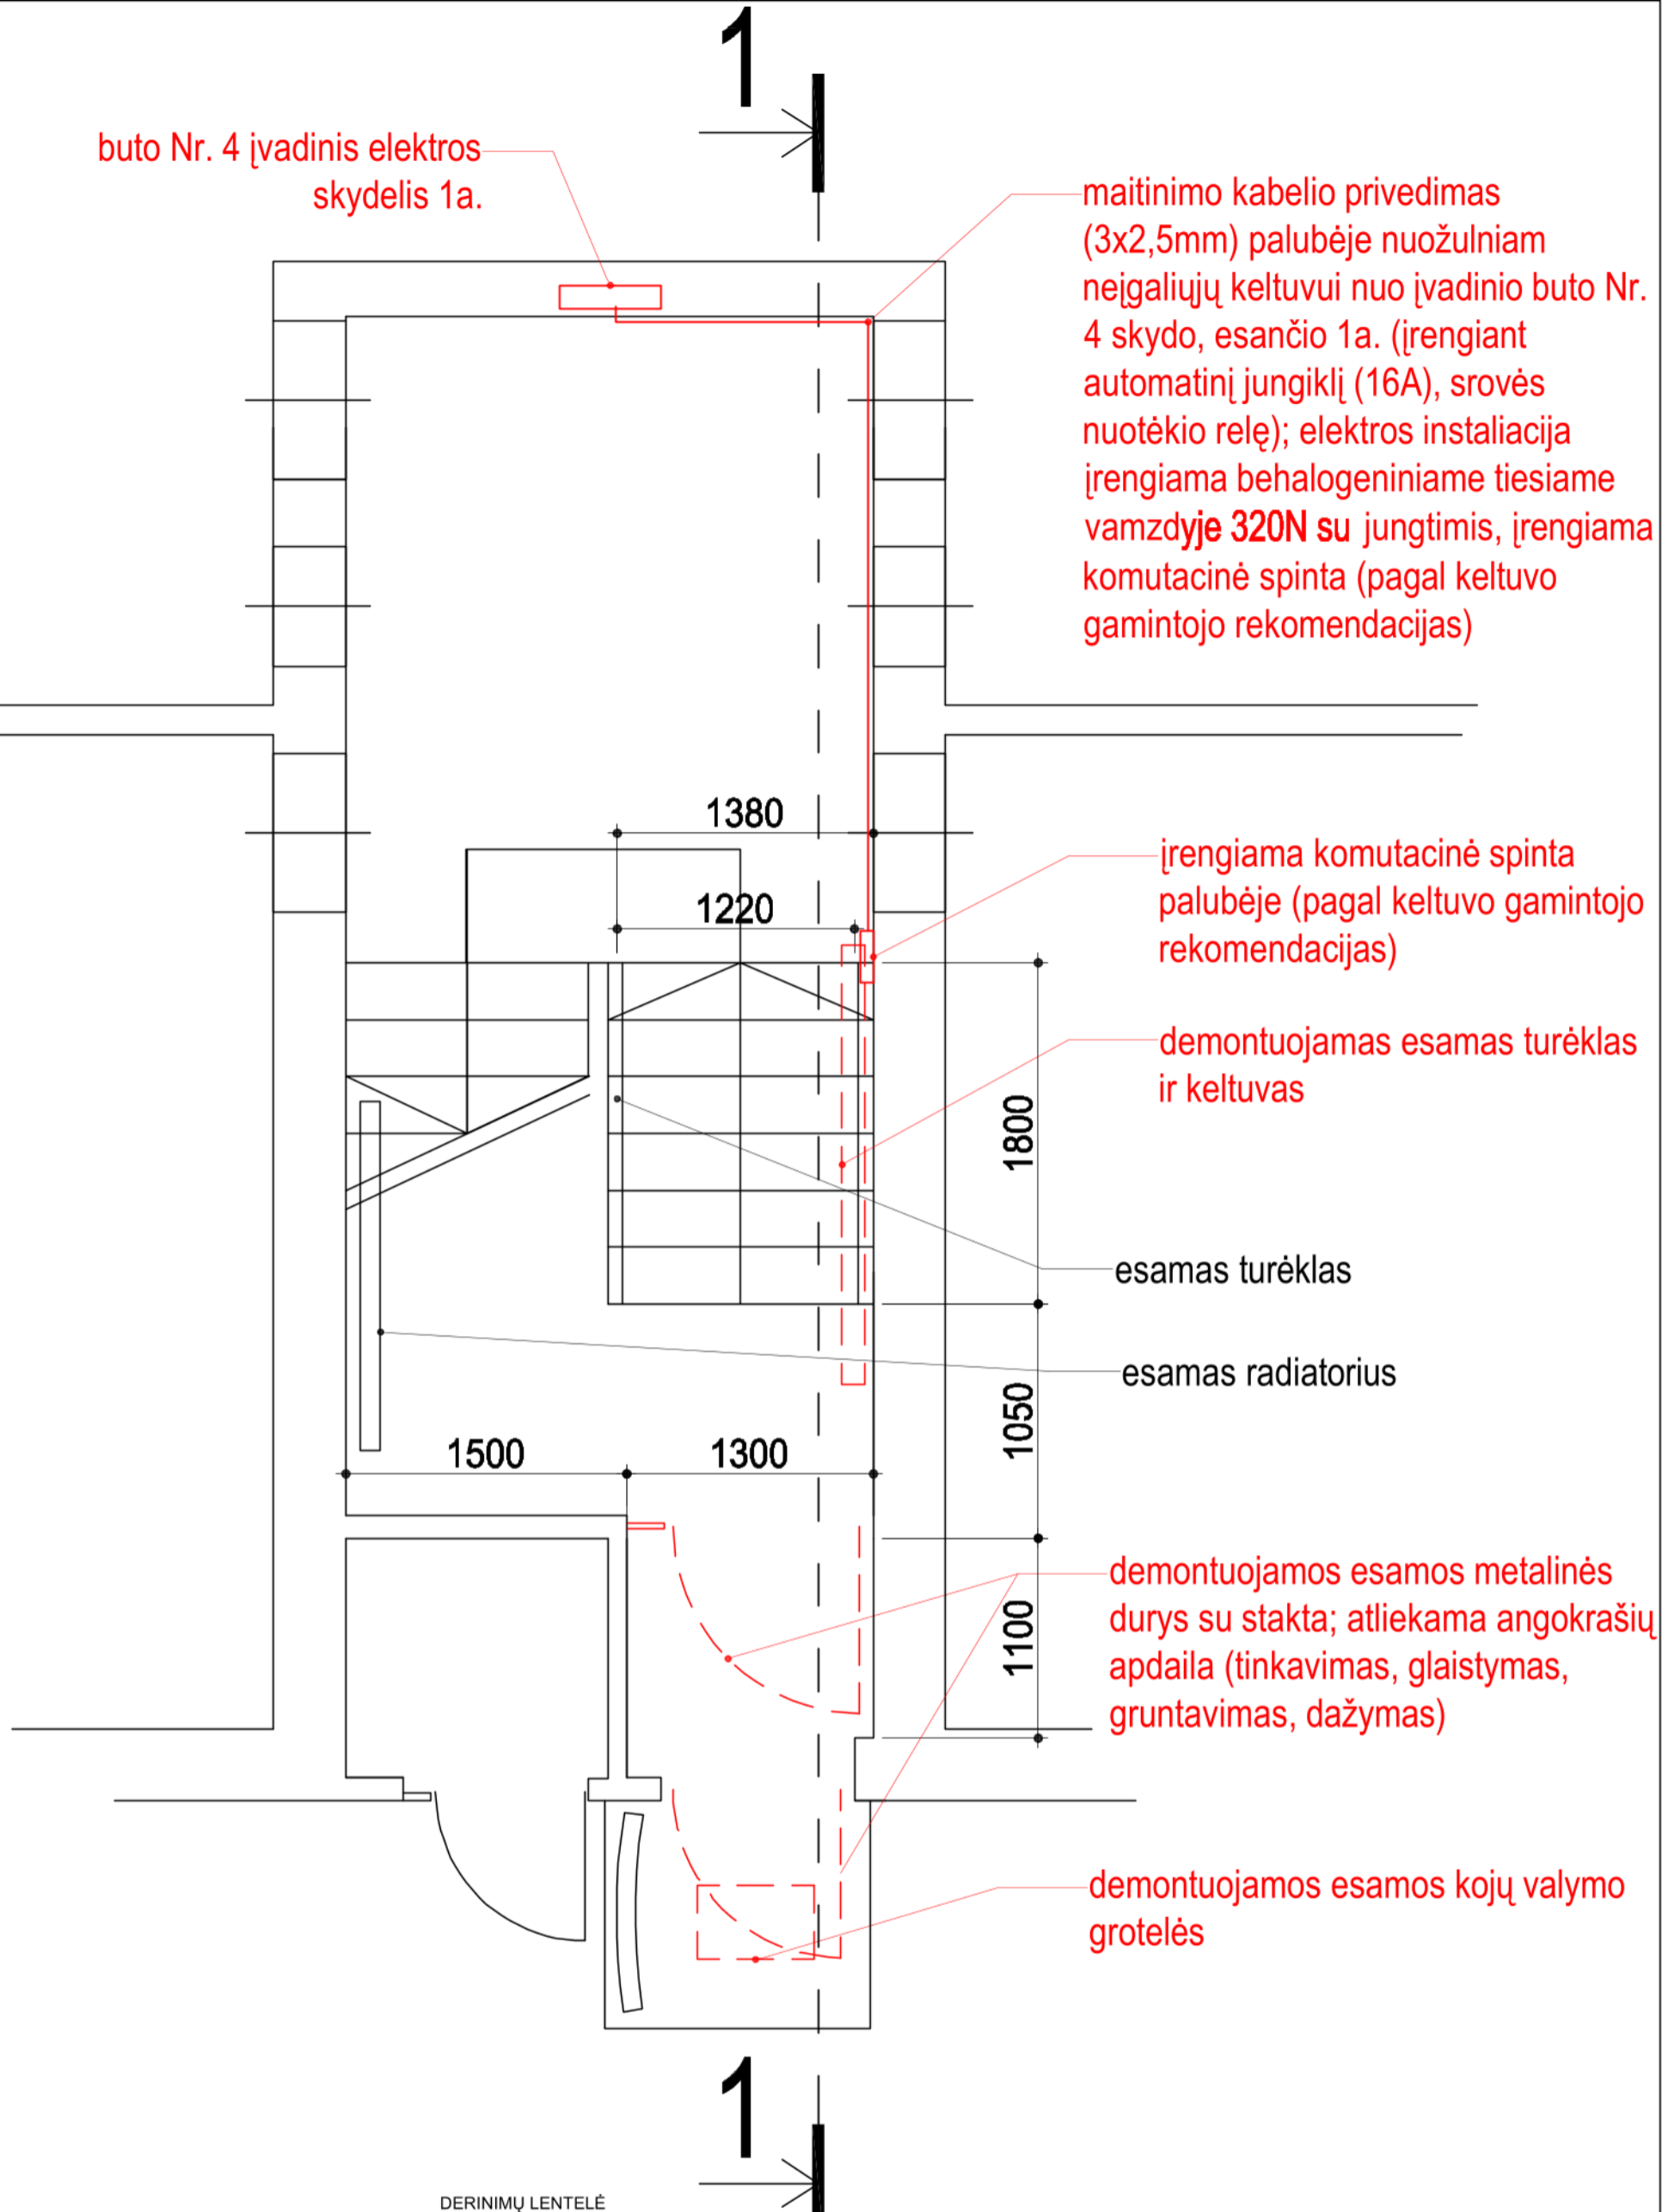 1
buto Nr. 4 įvadinis elektros
skydelis 1a.
maitinimo kabelio privedimas
(3x2,5mm) palubėje nuožulniam
neįgaliųjų keltuvui nuo įvadinio buto Nr.
4 skydo, esančio 1a. (įrengiant
automatinį jungiklį (16A), srovės
nuotėkio relę); elektros instaliacija
įrengiama behalogeniniame tiesiame
vamzdyje 320N su jungtimis, įrengiama
komutacinė spinta (pagal keltuvo
gamintojo rekomendacijas)
1380
įrengiama komutacinė spinta
palubėje (pagal keltuvo gamintojo
rekomendacijas)
1220
demontuojamas esamas turėklas
ir keltuvas
1800
esamas turėklas
esamas radiatorius
1050
1500
1300
demontuojamos esamos metalinės
durys su stakta; atliekama angokrašių
apdaila (tinkavimas, glaistymas,
gruntavimas, dažymas)
1100
demontuojamos esamos kojų valymo
grotelės
1
DERINIMŲ LENTELĖ